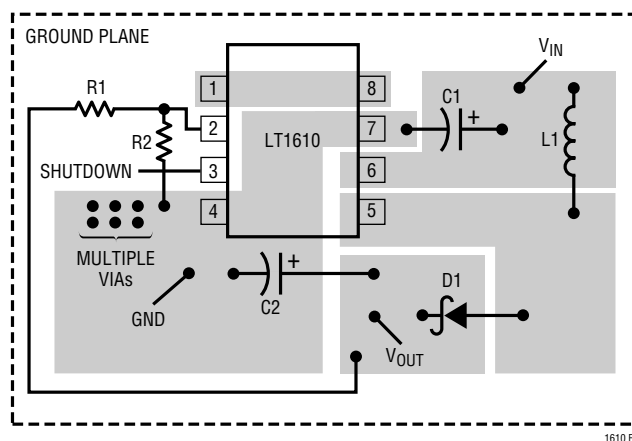 GROUND PLANE
VIN
R1
1
8
C1
+
2
7
LT1610
R2
L1
SHUTDOWN
3
6
4
5
MULTIPLE
VIAs
+
D1
C2
GND
VOUT